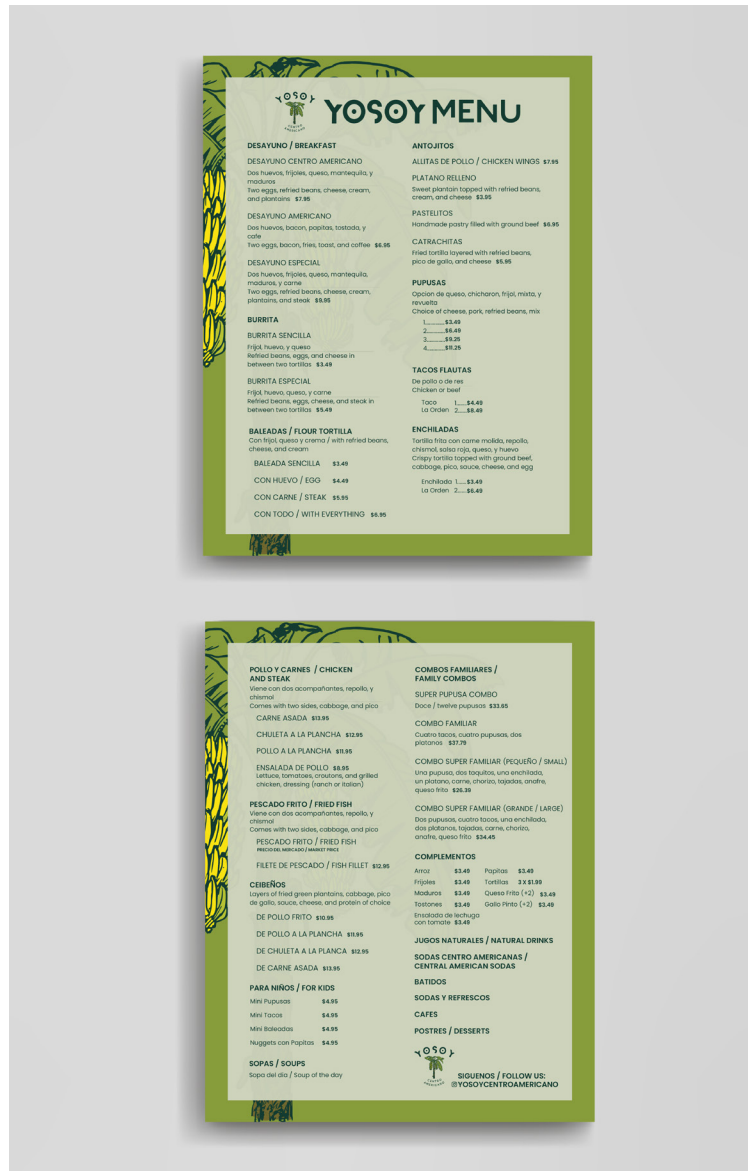 YOSOY
CENTRO
AMERICANO
YOSOY MENU
DESAYUNO / BREAKFAST
DESAYUNO CENTRO AMERICANO
Dos huevos, frijoles, queso, mantequila, y
maduros
Two eggs, refried beans, cheese, cream,
and plantains $7.95
DESAYUNO AMERICANO
Dos huevos, bacon, papitas, tostada, y
cafe
Two eggs, bacon, fries, toast, and coffee $6.95
DESAYUNO ESPECIAL
Dos huevos, frijoles, queso, mantequila,
maduros, y carne
Two eggs, refried beans, cheese, cream,
plantains, and steak $9.95
BURRITA
BURRITA SENCILLA
Frijol, huevo, y queso
Refried beans, eggs, and cheese in
between two tortillas $3.49
BURRITA ESPECIAL
Frijol, huevo, queso, y carne
Refried beans, eggs, cheese, and steak in
between two tortillas $5.49
BALEADAS / FLOUR TORTILLA
Con frijol, queso y crema / with refried beans,
cheese, and cream
BALEADA SENCILLA $3.49
CON HUEVO / EGG $4.49
CON CARNE / STEAK $5.95
CON TODO / WITH EVERYTHING $6.95
ANTOJITOS
ALLITAS DE POLLO / CHICKEN WINGS $7.95
PLATANO RELLENO
Sweet plantain topped with refried beans,
cream, and cheese $3.95
PASTELITOS
Handmade pastry filled with ground beef $6.95
CATRACHITAS
Fried tortilla layered with refried beans,
pico de gallo, and cheese $5.95
PUPUSAS
Opcion de queso, chicharon, frijol, mixta, y
revuelta
Choice of cheese, pork, refried beans, mix
1.........$3.49
2.........$6.49
3.........$9.25
4.........$11.25
TACOS FLAUTAS
De pollo o de res
Chicken or beef
Taco 1......$4.49
La Orden 2......$8.49
ENCHILADAS
Tortilla frita con carne molida, repollo,
chismol, salsa roja, queso, y huevo
Crispy tortilla topped with ground beef,
cabbage, pico, sauce, cheese, and egg
Enchilada 1......$3.49
La Orden 2......$6.49
POLLO Y CARNES / CHICKEN
AND STEAK
Viene con dos acompañantes, repollo, y
chismol
Comes with two sides, cabbage, and pico
CARNE ASADA $13.95
CHULETA A LA PLANCHA $12.95
POLLO A LA PLANCHA $11.95
ENSALADA DE POLLO $8.95
Lettuce, tomatoes, croutons, and grilled
chicken, dressing (ranch or italian)
PESCADO FRITO / FRIED FISH
Viene con dos acompañantes, repollo, y
chismol
Comes with two sides, cabbage, and pico
PESCADO FRITO / FRIED FISH
PRECIO DEL MERCADO / MARKET PRICE
FILETE DE PESCADO / FISH FILLET $12.95
CEIBEÑOS
Layers of fried green plantains, cabbage, pico
de gallo, sauce, cheese, and protein of choice
DE POLLO FRITO $10.95
DE POLLO A LA PLANCHA $11.95
DE CHULETA A LA PLANCA $12.95
DE CARNE ASADA $13.95
PARA NIÑOS / FOR KIDS
Mini Pupusas $4.95
Mini Tacos $4.95
Mini Baleadas $4.95
Nuggets con Papitas $4.95
SOPAS / SOUPS
Sopa del dia / Soup of the day
COMBOS FAMILIARES /
FAMILY COMBOS
SUPER PUPUSA COMBO
Doce / twelve pupusas $33.65
COMBO FAMILIAR
Cuatro tacos, cuatro pupusas, dos
platanos $37.79
COMBO SUPER FAMILIAR (PEQUEÑO / SMALL)
Una pupusa, dos taquitos, una enchilada,
un platano, carne, chorizo, tajadas, anafre,
queso frito $26.39
COMBO SUPER FAMILIAR (GRANDE / LARGE)
Dos pupusas, cuatro tacos, una enchilada,
dos platanos, tajadas, carne, chorizo,
anafre, queso frito $34.45
COMPLEMENTOS
Arroz $3.49 Papitas $3.49
Frijoles $3.49 Tortillas 3 X $1.99
Maduros $3.49 Quesa Frito (+2) $3.49
Tostones $3.49 Gallo Pinto (+2) $3.49
Ensalada de lechuga
con tomate $3.49
JUGOS NATURALES / NATURAL DRINKS
SODAS CENTRO AMERICANAS /
CENTRAL AMERICAN SODAS
BATIDOS
SODAS Y REFRESCOS
CAFES
POSTRES / DESSERTS
YOSOY
CENTRO
AMERICANO
SIGUENOS / FOLLOW US:
@YOSOYCENTROAMERICANO